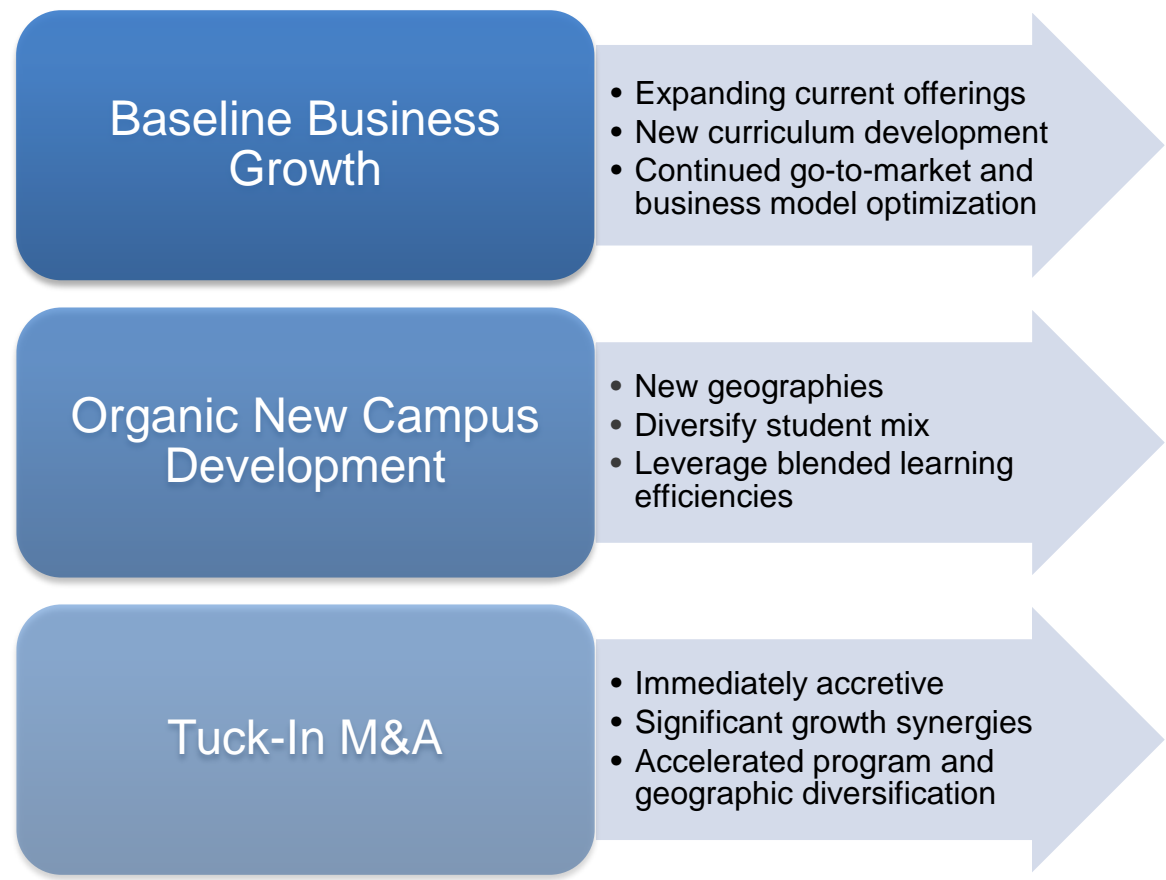 Baseline Business
Growth
• Expanding current offerings
• New curriculum development
• Continued go-to-market and
business model optimization
Organic New Campus
Development
• New geographies
• Diversify student mix
• Leverage blended learning
efficiencies
Tuck-In M&A
• Immediately accretive
• Significant growth synergies
• Accelerated program and
geographic diversification